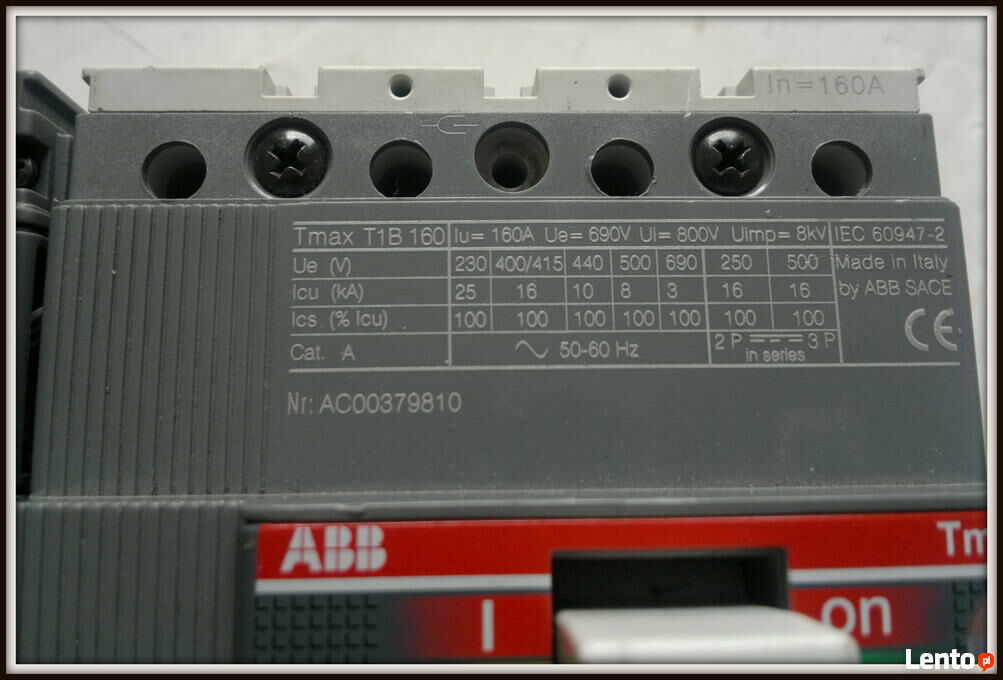 In=160A
Tmax T1B 160 Iu= 160A Ue= 690V Ui= 800V Uimp= 8kV IEC 60947-2
Ue (V) 230 400/415 440 500 690 250 500 Made in Italy
Icu (kA) 25 16 10 8 3 16 16 by ABB SACE
Ics (% Icu) 100 100 100 100 100 100 100 CE
Cat. A 50-60 Hz 2 P 3 P
in series
Nr: AC00379810
ABB Tm
I on
Lento.pl